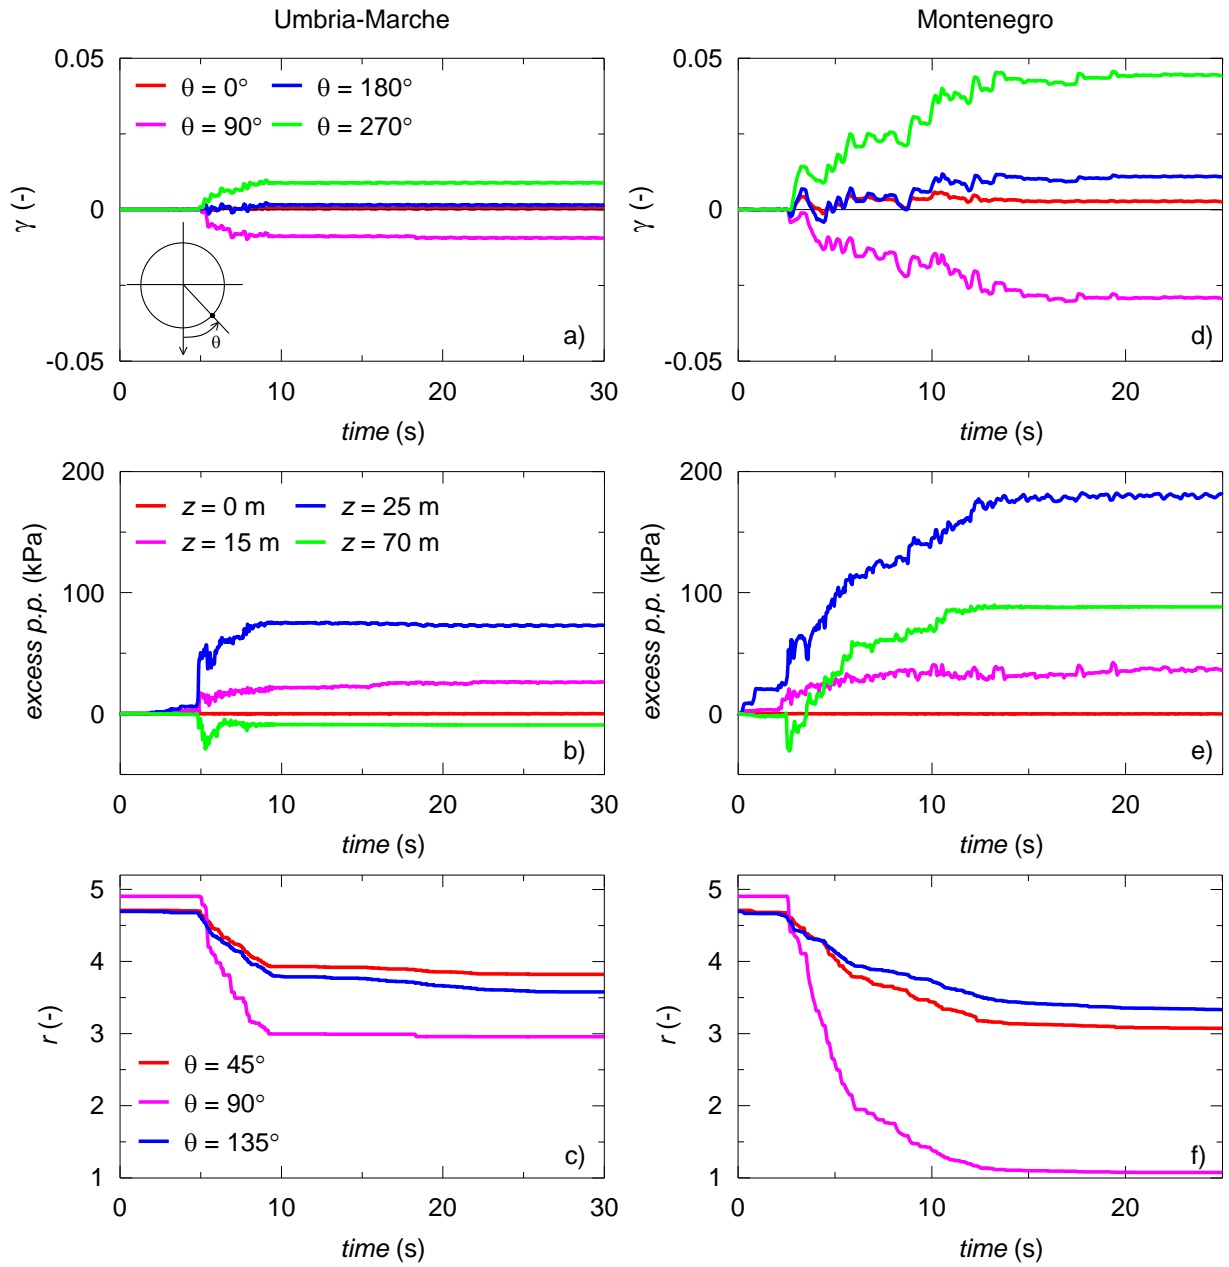 Umbria-Marche
Montenegro
0.05
θ = 0° θ = 180°
θ = 90° θ = 270°
γ (-)
0
θ
a)
-0.05
0 10 20 30
time (s)
0.05
γ (-)
0
d)
-0.05
0 10 20
time (s)
200
z = 0 m z = 25 m
z = 15 m z = 70 m
excess p.p. (kPa)
100
0
b)
0 10 20 30
time (s)
200
excess p.p. (kPa)
100
0
e)
0 10 20
time (s)
5
4
r (-)
3
θ = 45°
2
θ = 90°
θ = 135°
c)
1
0 10 20 30
time (s)
5
4
r (-)
3
2
f)
1
0 10 20
time (s)